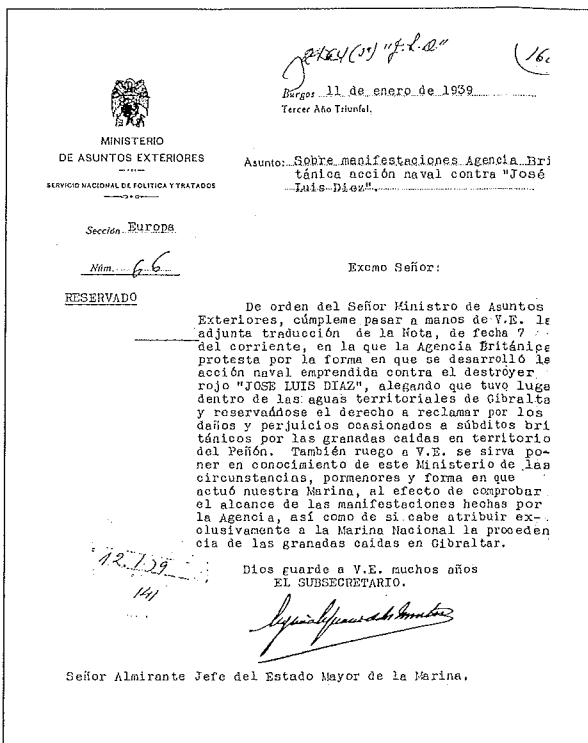 "J.L.D."
Burgos 11 de enero de 1939
Tercer Año Triunfal.
MINISTERIO
DE ASUNTOS EXTERIORES
SERVICIO NACIONAL DE POLITICA Y TRATADOS
Asunto: Sobre manifestaciones Agencia Bri
tánica acción naval contra "José
Luis Diez".
Sección Europa
Núm. 66
Excmo Señor:
RESERVADO
De orden del Señor Ministro de Asuntos
Exteriores, cúmpleme pasar a manos de V.E. la
adjunta traducción de la Nota, de fecha 7
del corriente, en la que la Agencia Británica
protesta por la forma en que se desarrolló la
acción naval emprendida contra el destróyer
rojo "JOSE LUIS DIAZ", alegando que tuvo luga
dentro de las aguas territoriales de Gibralta
y reservaádose el derecho a reclamar por los
daños y perjuicios ocasionados a súbditos bri
tánicos por las granadas caidas en territorio
del Peñón. También ruego a V.E. se sirva po-
ner en conocimiento de este Ministerio de las
circunstancias, pormenores y forma en que
actuó nuestra Marina, al efecto de comprobar
el alcance de las manifestaciones hechas por
la Agencia, así como de si cabe atribuir ex-
clusivamente a la Marina Nacional la proceden
cia de las granadas caidas en Gibraltar.
12.1.39
141
Dios guarde a V.E. muchos años
EL SUBSECRETARIO.
Señor Almirante Jefe del Estado Mayor de la Marina.